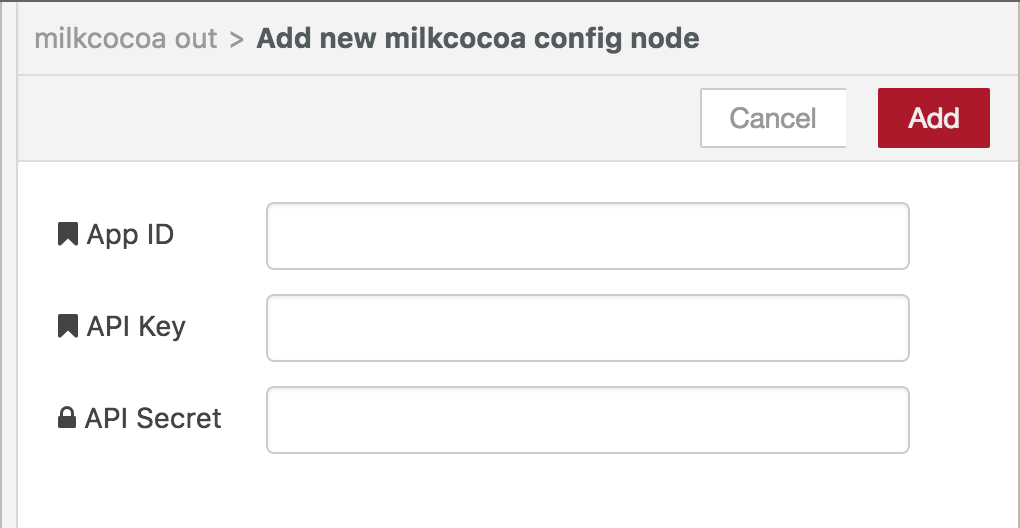 milkcocoa out > Add new milkcocoa config node
Cancel Add
App ID
API Key
API Secret